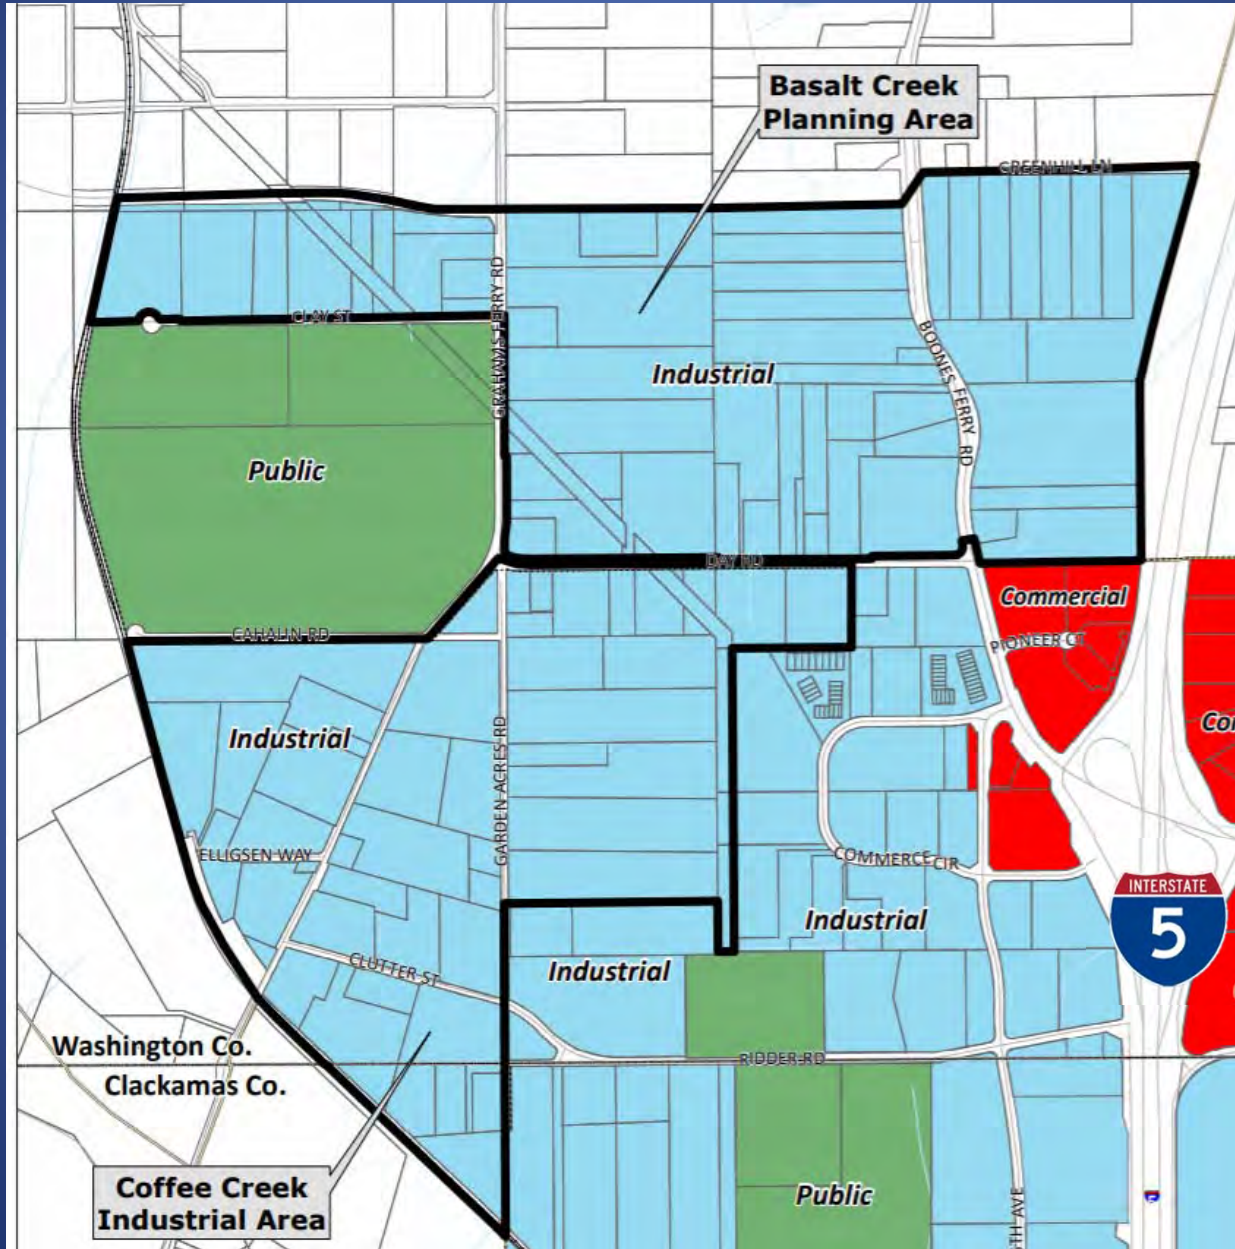 Basalt Creek
Planning Area
GREENHILL LN
GRAHAMS FERRY RD
CLAY ST
BOONES FERRY RD
Industrial
Public
DAY RD
Commercial
CAHALIN RD
PIONEER CT
Industrial
GARDEN ACRES RD
ELLIGSEN WAY
COMMERCE CIR
INTERSTATE
5
Industrial
CLUTTER ST
Industrial
Washington Co.
RIDDER RD
Clackamas Co.
Coffee Creek
Industrial Area
Public
TH AVE